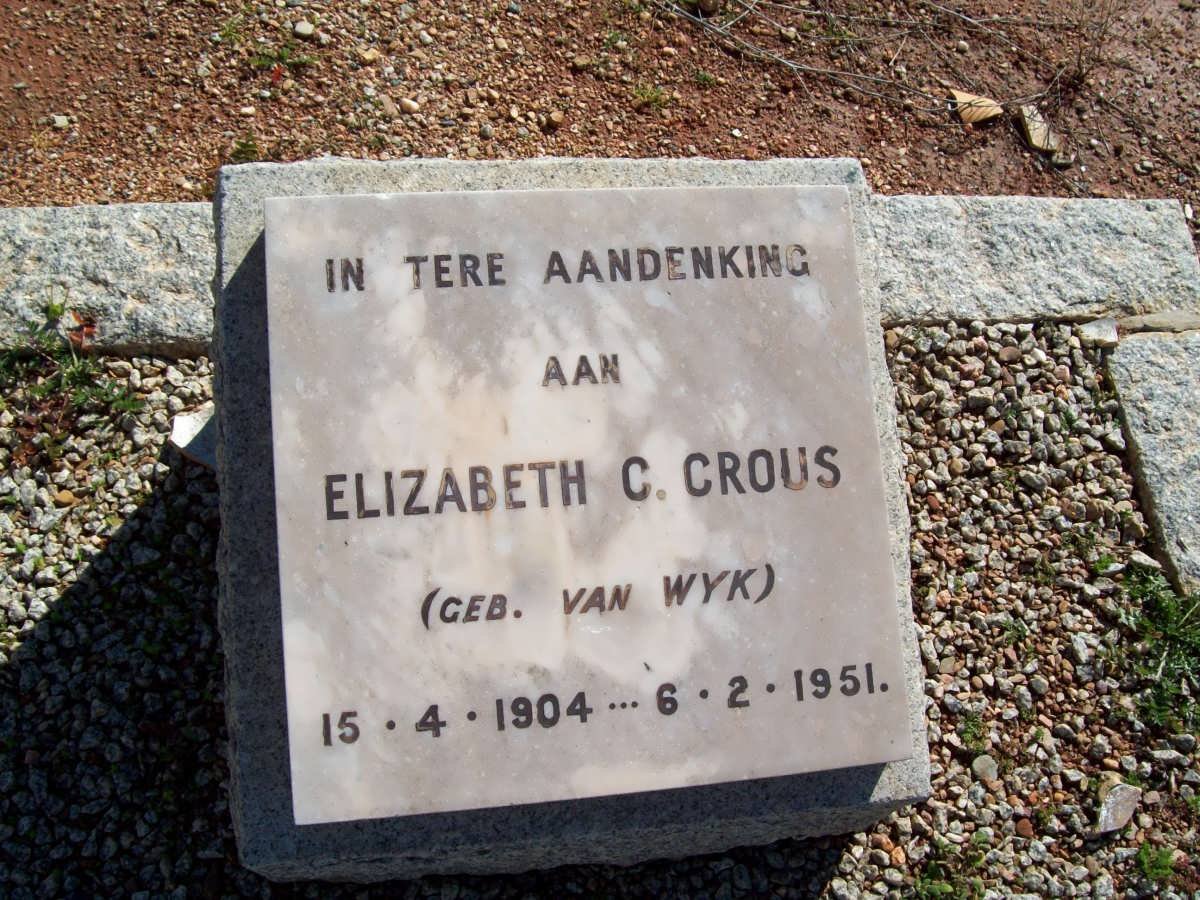 IN TERE AANDENKING
AAN
ELIZABETH C. CROUS
(GEB. VAN WYK)
15 · 4 · 1904 ... 6 · 2 · 1951.